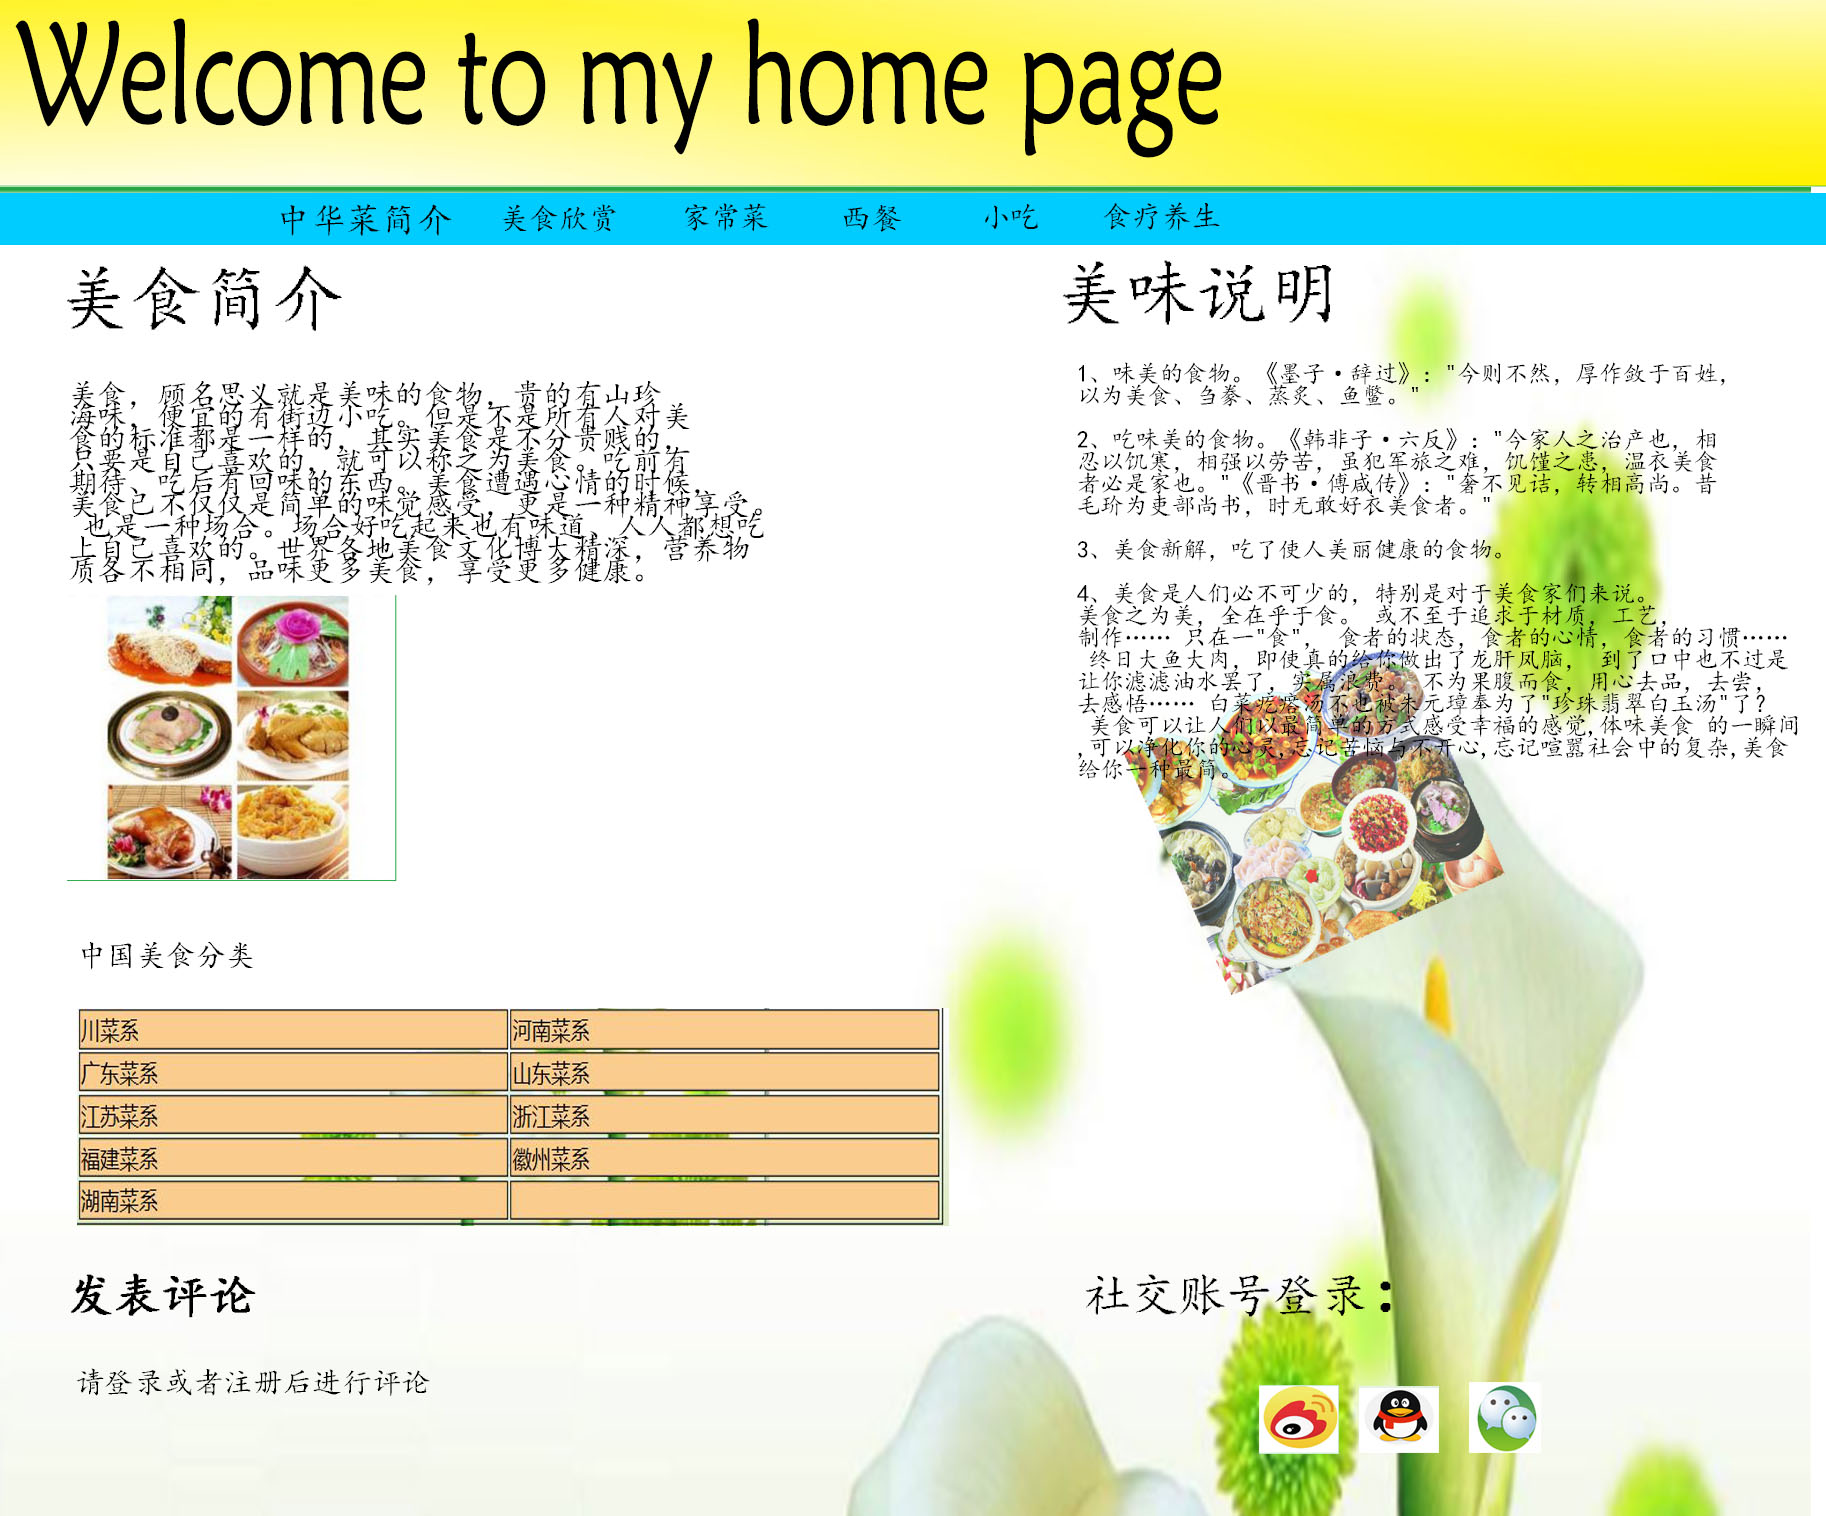 Welcome to my home page
中华菜简介 美食欣赏 家常菜 西餐 小吃 食疗养生
美食简介
美食，顾名思义就是美味的食物，贵的有山珍
海味，便宜的有街边小吃。但是不是所有人对美
食的标准都是一样的，其实美食是不分贵贱的，
只要是自己喜欢的，就可以称之为美食。吃前有
期待、吃后有回味的东西。美食遭遇心情的时候，
美食已不仅仅是简单的味觉感受，更是一种精神享受。
也是一种场合。场合好吃起来也有味道，人人都想吃
上自己喜欢的。世界各地美食文化博大精深，营养物
质各不相同，品味更多美食，享受更多健康。
中国美食分类
川菜系 河南菜系
广东菜系 山东菜系
江苏菜系 浙江菜系
福建菜系 徽州菜系
湖南菜系
发表评论
请登录或者注册后进行评论
美味说明
1、味美的食物。《墨子·辞过》："今则不然，厚作敛于百姓，
以为美食、刍豢、蒸炙、鱼鳖。"
2、吃味美的食物。《韩非子·六反》："今家人之治产也，相
忍以饥寒，相强以劳苦，虽犯军旅之难，饥馑之患，温衣美食
者必是家也。"《晋书·傅咸传》："奢不见诘，转相高尚。昔
毛玠为吏部尚书，时无敢好衣美食者。"
3、美食新解，吃了使人美丽健康的食物。
4、美食是人们必不可少的，特别是对于美食家们来说。
美食之为美，全在乎于食。 或不至于追求于材质，工艺，
制作…… 只在一"食"， 食者的状态，食者的心情，食者的习惯……
终日大鱼大肉，即使真的给你做出了龙肝凤脑， 到了口中也不过是
让你滤滤油水罢了，实属浪费。 不为果腹而食，用心去品，去尝，
去感悟…… 白菜疙瘩汤不也被朱元璋奉为了"珍珠翡翠白玉汤"了？
美食可以让人们以最简单的方式感受幸福的感觉,体味美食 的一瞬间
,可以净化你的心灵,忘记苦恼与不开心,忘记喧嚣社会中的复杂,美食
给你一种最简。
社交账号登录：